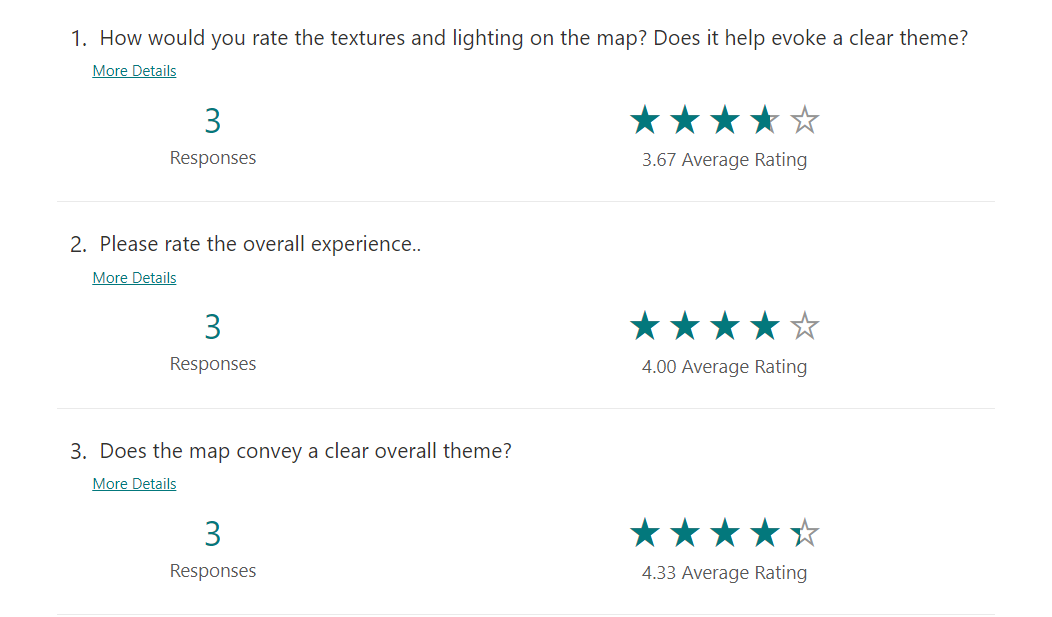 1. How would you rate the textures and lighting on the map? Does it help evoke a clear theme?
More Details
3
Responses
3.67 Average Rating
2. Please rate the overall experience..
More Details
3
Responses
4.00 Average Rating
3. Does the map convey a clear overall theme?
More Details
3
Responses
4.33 Average Rating